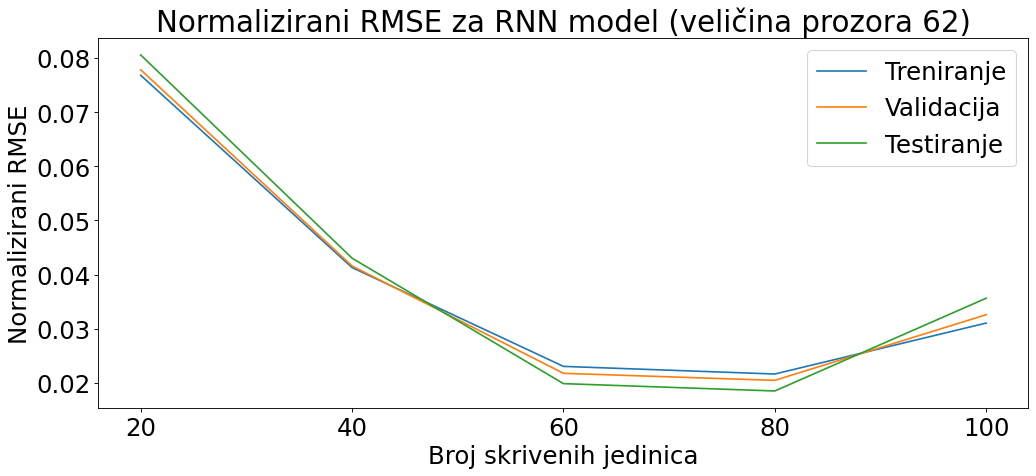 Normalizirani RMSE za RNN model (veličina prozora 62)
Treniranje
Validacija
Testiranje
Normalizirani RMSE
0.08
0.07
0.06
0.05
0.04
0.03
0.02
20 40 60 80 100
Broj skrivenih jedinica